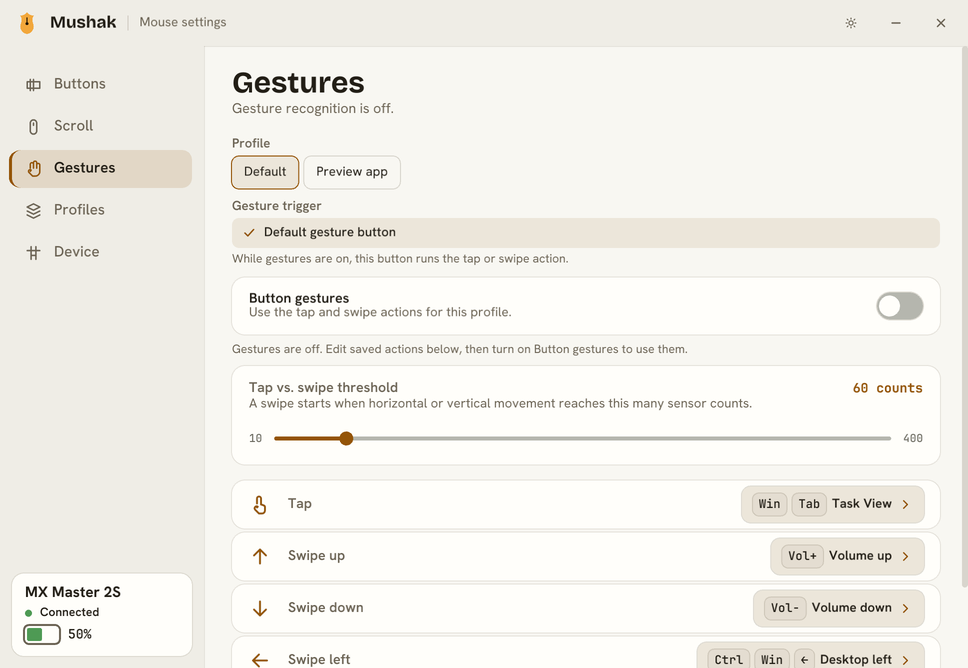 Mushak | Mouse settings
Buttons
Scroll
Gestures
Profiles
Device
MX Master 2S
Connected
50%
Gestures
Gesture recognition is off.
Profile
Default Preview app
Gesture trigger
Default gesture button
While gestures are on, this button runs the tap or swipe action.
Button gestures
Use the tap and swipe actions for this profile.
Gestures are off. Edit saved actions below, then turn on Button gestures to use them.
Tap vs. swipe threshold 60 counts
A swipe starts when horizontal or vertical movement reaches this many sensor counts.
10 400
Tap Win Tab Task View
Swipe up Vol+ Volume up
Swipe down Vol- Volume down
Swipe left Ctrl Win ← Desktop left